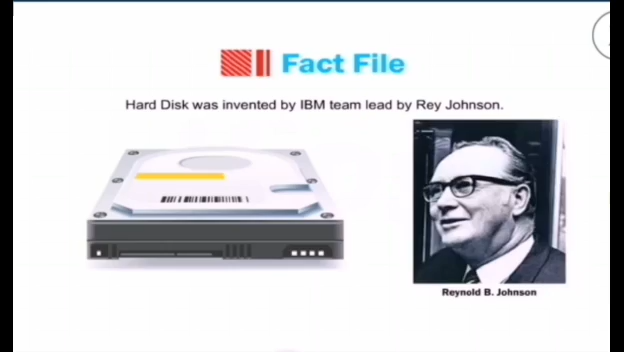 Fact File
Hard Disk was invented by IBM team lead by Rey Johnson.
Reynold B. Johnson